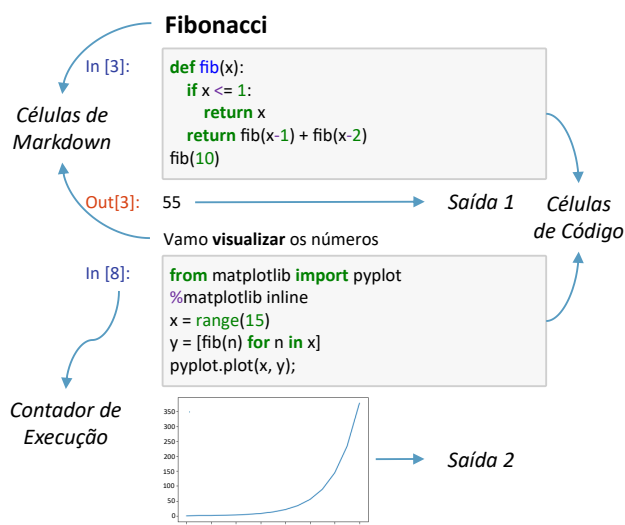 Fibonacci
In [3]:
def fib(x):
if x <= 1:
return x
return fib(x-1) + fib(x-2)
fib(10)
Células de
Markdown
Out[3]:
55
Saída 1
Células
de Código
Vamo visualizar os números
In [8]:
from matplotlib import pyplot
%matplotlib inline
x = range(15)
y = [fib(n) for n in x]
pyplot.plot(x, y);
Contador de
Execução
350
300
250
200
150
100
50
0
Saída 2